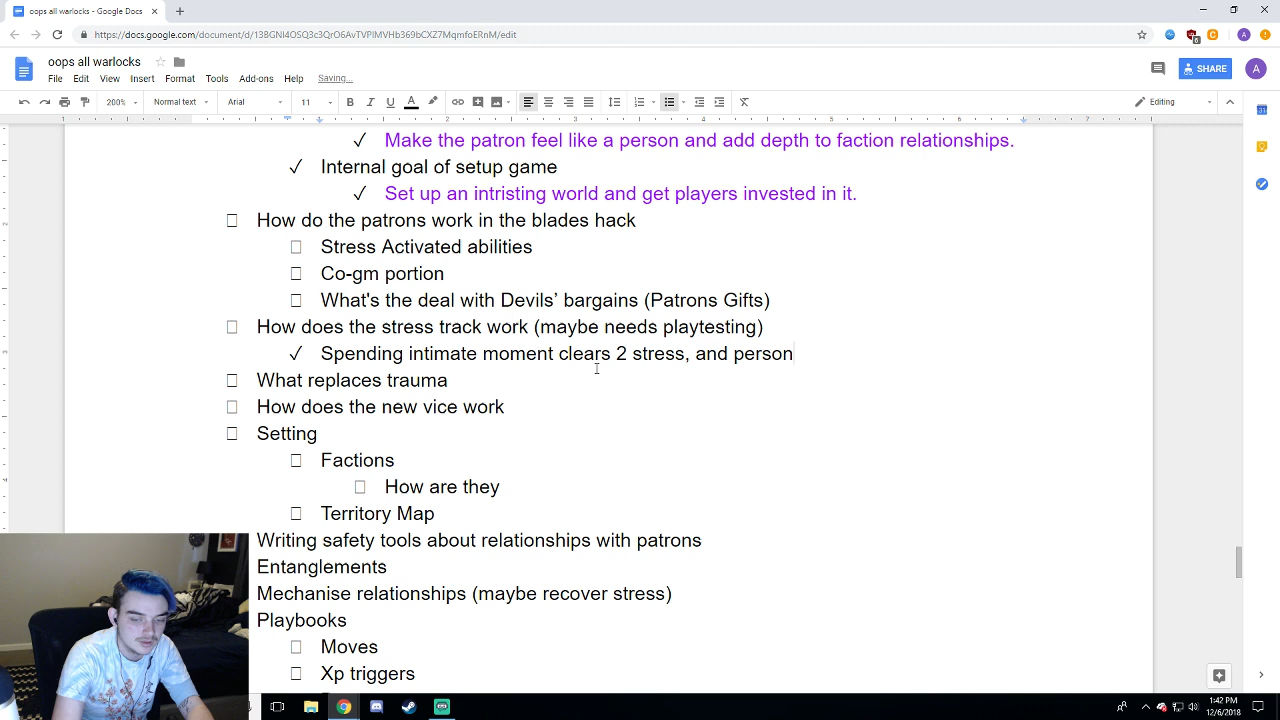 oops all warlocks - Google Docs
https://docs.google.com/document/d/138GNI4OSQ3c3QrO6AvTVPIMVHb369bCXZ7MqmfoERnM/edit
oops all warlocks
File Edit View Insert Format Tools Add-ons Help Saving...
SHARE
A
200% Normal text Arial 11 Editing
Make the patron feel like a person and add depth to faction relationships.
Internal goal of setup game
Set up an intristing world and get players invested in it.
How do the patrons work in the blades hack
Stress Activated abilities
Co-gm portion
What's the deal with Devils’ bargains (Patrons Gifts)
How does the stress track work (maybe needs playtesting)
Spending intimate moment clears 2 stress, and person
What replaces trauma
How does the new vice work
Setting
Factions
How are they
Territory Map
Writing safety tools about relationships with patrons
Entanglements
Mechanise relationships (maybe recover stress)
Playbooks
Moves
Xp triggers
1:42 PM
12/6/2018